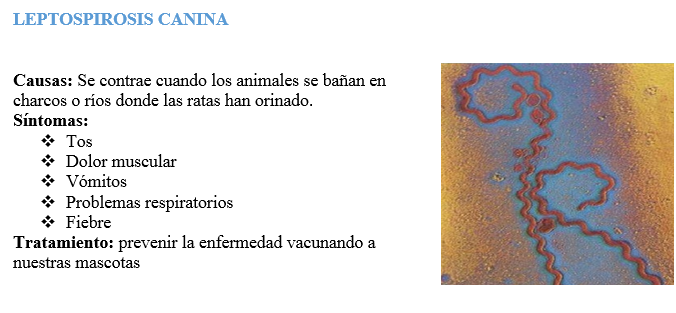 LEPTOSPIROSIS CANINA
Causas: Se contrae cuando los animales se bañan en
charcos o ríos donde las ratas han orinado.
Síntomas:
❖ Tos
❖ Dolor muscular
❖ Vómitos
❖ Problemas respiratorios
❖ Fiebre
Tratamiento: prevenir la enfermedad vacunando a
nuestras mascotas